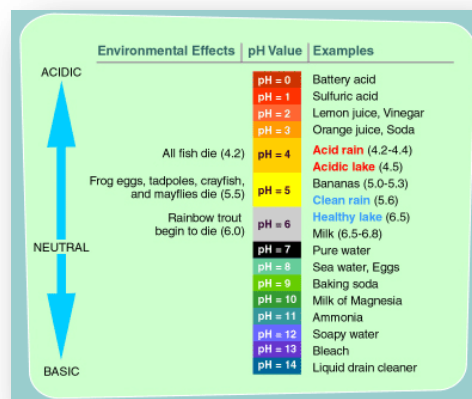 Environmental Effects pH Value Examples
ACIDIC
pH = 0 Battery acid
pH = 1 Sulfuric acid
pH = 2 Lemon juice, Vinegar
pH = 3 Orange juice, Soda
All fish die (4.2) pH = 4 Acid rain (4.2-4.4)
Acidic lake (4.5)
Frog eggs, tadpoles, crayfish,
and mayflies die (5.5) pH = 5 Bananas (5.0-5.3)
Clean rain (5.6)
Rainbow trout
begin to die (6.0) pH = 6 Healthy lake (6.5)
Milk (6.5-6.8)
NEUTRAL pH = 7 Pure water
pH = 8 Sea water, Eggs
pH = 9 Baking soda
pH = 10 Milk of Magnesia
pH = 11 Ammonia
pH = 12 Soapy water
pH = 13 Bleach
BASIC pH = 14 Liquid drain cleaner